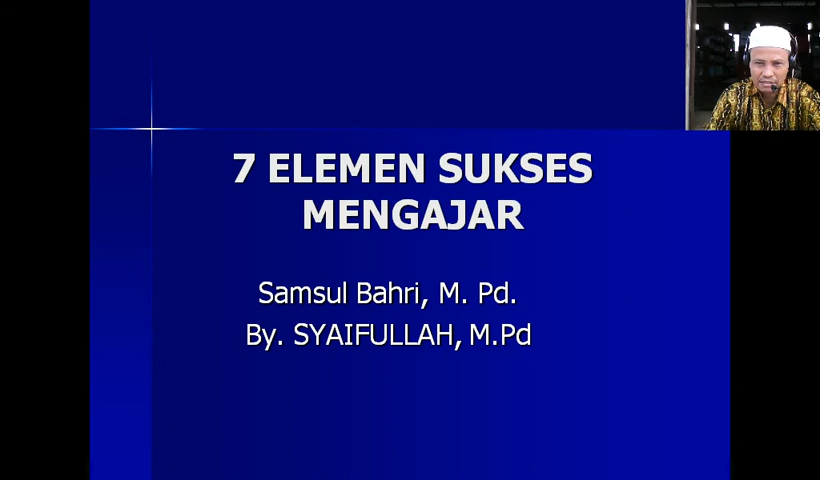 7 ELEMEN SUKSES
MENGAJAR
Samsul Bahri, M. Pd.
By. SYAIFULLAH, M.Pd